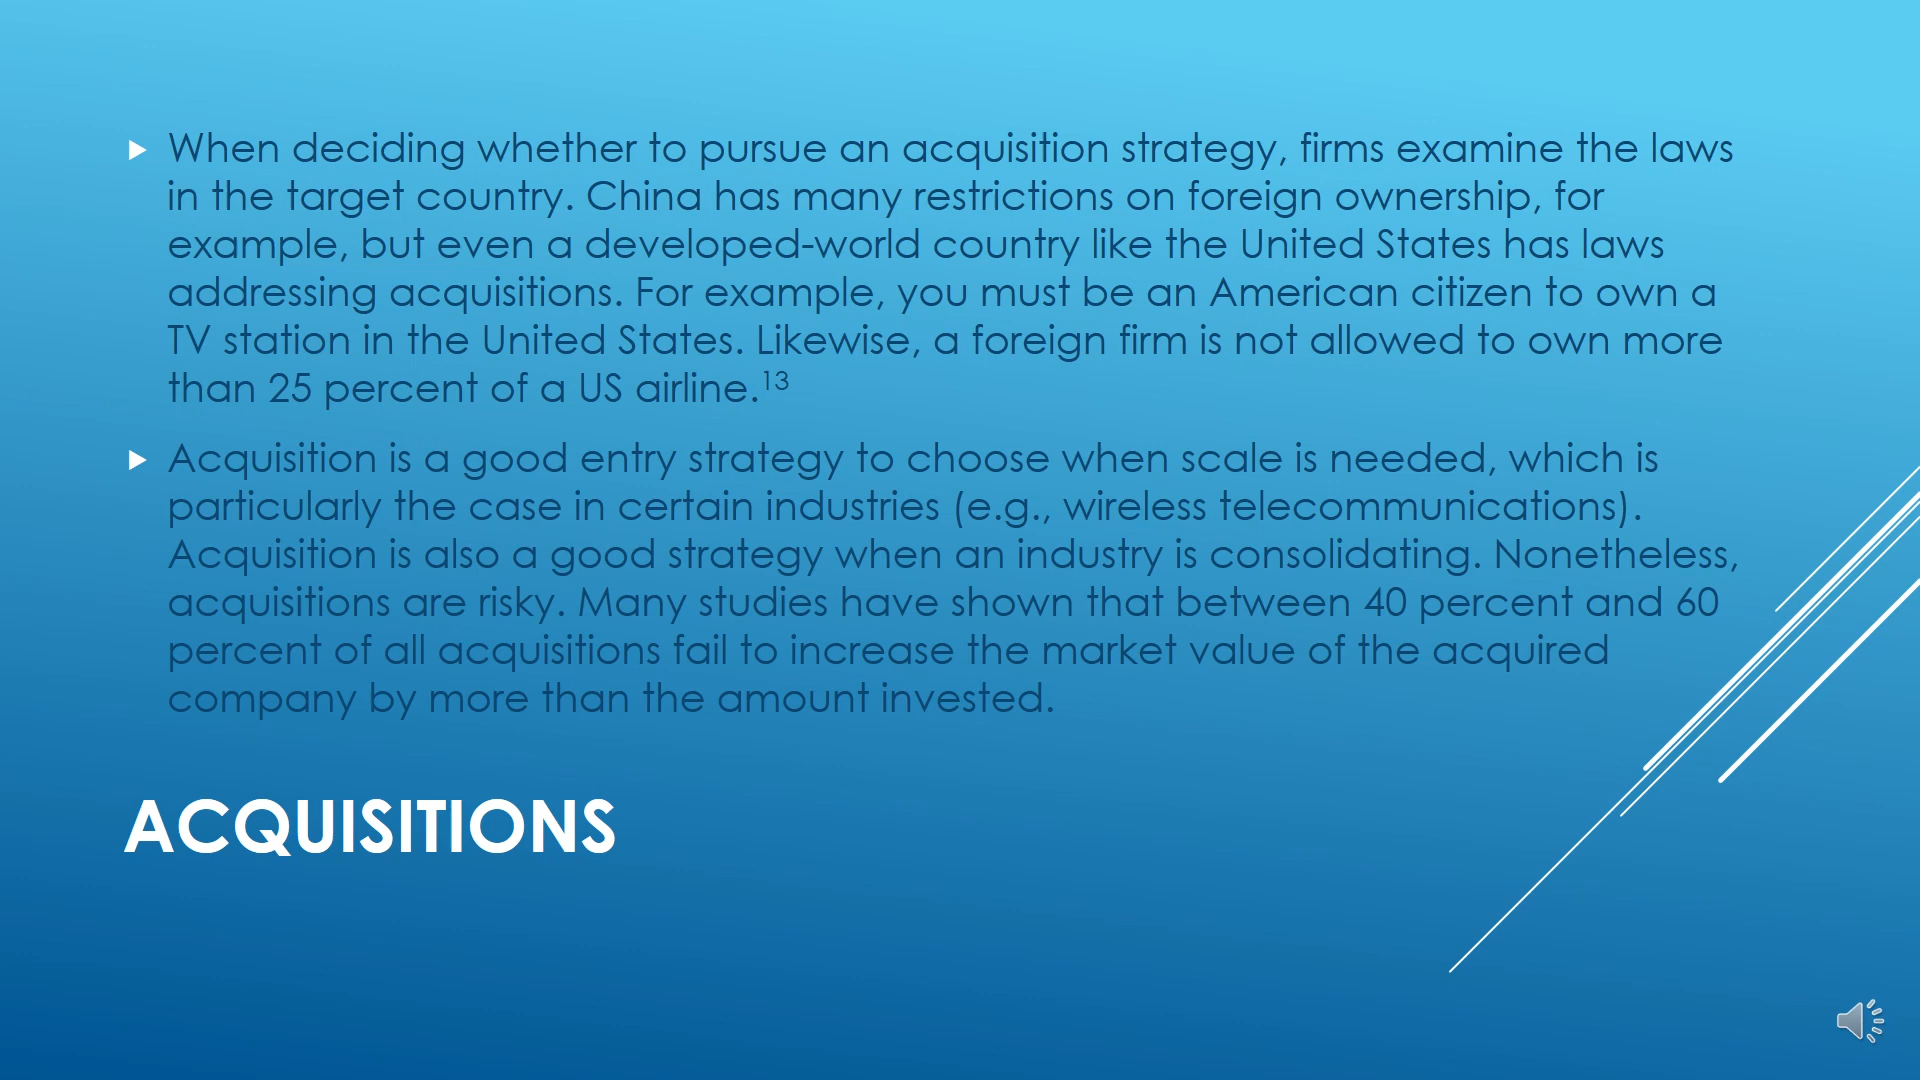 When deciding whether to pursue an acquisition strategy, firms examine the laws
in the target country. China has many restrictions on foreign ownership, for
example, but even a developed-world country like the United States has laws
addressing acquisitions. For example, you must be an American citizen to own a
TV station in the United States. Likewise, a foreign firm is not allowed to own more
than 25 percent of a US airline.¹³
Acquisition is a good entry strategy to choose when scale is needed, which is
particularly the case in certain industries (e.g., wireless telecommunications).
Acquisition is also a good strategy when an industry is consolidating. Nonetheless,
acquisitions are risky. Many studies have shown that between 40 percent and 60
percent of all acquisitions fail to increase the market value of the acquired
company by more than the amount invested.
ACQUISITIONS